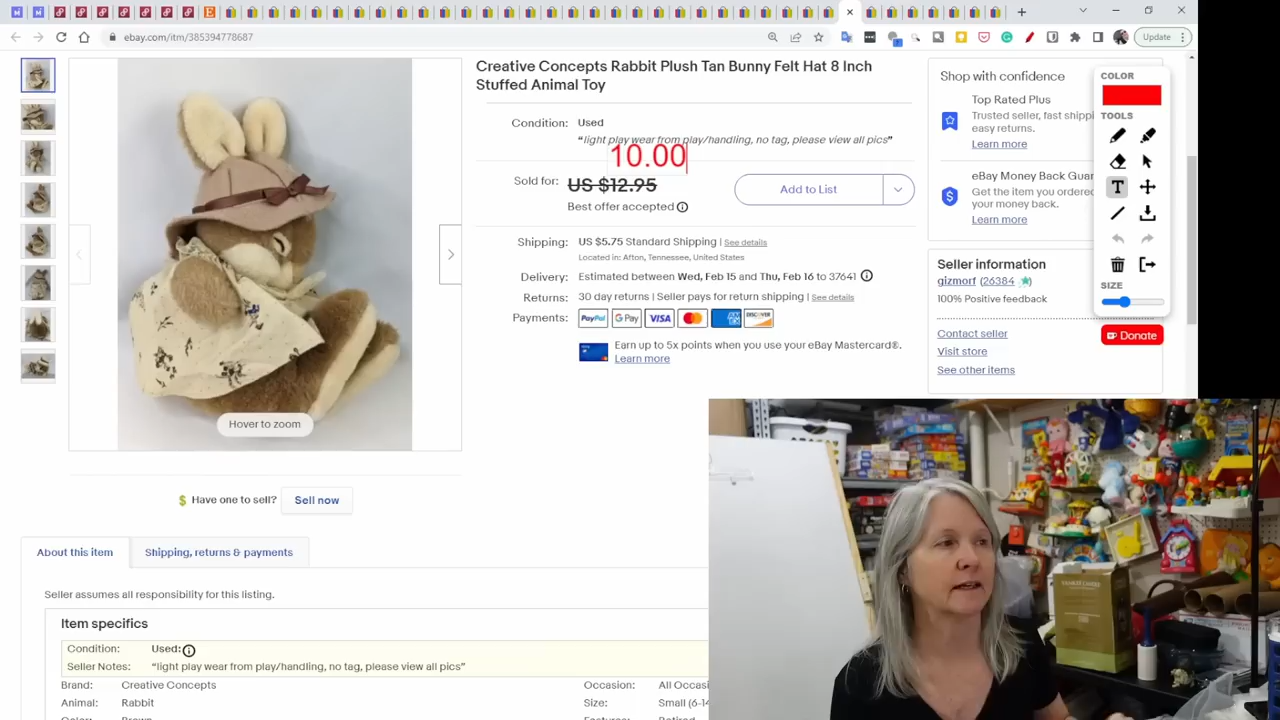 ebay.com/itm/385394778687
Update
Creative Concepts Rabbit Plush Tan Bunny Felt Hat 8 Inch
Stuffed Animal Toy
Condition: Used
“light play wear from play/handling, no tag, please view all pics”
10.00
Sold for: US $12.95
Best offer accepted
Add to List
Shipping: US $5.75 Standard Shipping | See details
Located in: Afton, Tennessee, United States
Delivery: Estimated between Wed, Feb 15 and Thu, Feb 16 to 37641
Returns: 30 day returns | Seller pays for return shipping | See details
Payments: PayPal G Pay VISA DISCOVER
Earn up to 5x points when you use your eBay Mastercard®.
Learn more
Hover to zoom
Have one to sell? Sell now
Shop with confidence
Top Rated Plus
Trusted seller, fast shippi
easy returns.
Learn more
eBay Money Back Guar
Get the item you ordered
your money back.
Learn more
Seller information
gizmorf (26384 )
100% Positive feedback
Contact seller
Visit store
See other items
COLOR
TOOLS
T
SIZE
Donate
About this item
Shipping, returns & payments
Seller assumes all responsibility for this listing.
Item specifics
Condition: Used:
Seller Notes: “light play wear from play/handling, no tag, please view all pics”
Brand: Creative Concepts
Occasion: All Occasi
Animal: Rabbit
Size: Small (6-14
YANKEE CANDLE